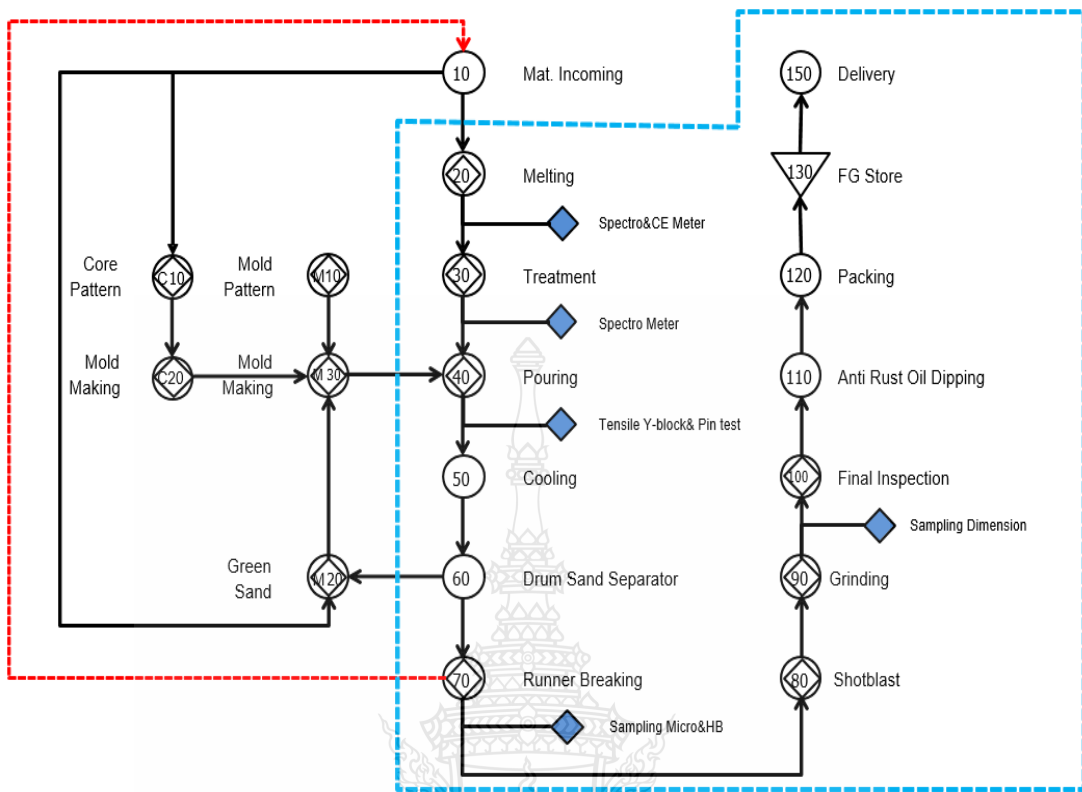 10 Mat. Incoming
150 Delivery
20 Melting
130 FG Store
Spectro&CE Meter
Core
Pattern
C10
Mold
Pattern
M10
30 Treatment
120 Packing
Spectro Meter
Mold
Making
C20
Mold
Making
M 30
40 Pouring
110 Anti Rust Oil Dipping
Tensile Y-block& Pin test
50 Cooling
100 Final Inspection
Sampling Dimension
Green
Sand
M 20
60 Drum Sand Separator
90 Grinding
70 Runner Breaking
80 Shotblast
Sampling Micro&HB